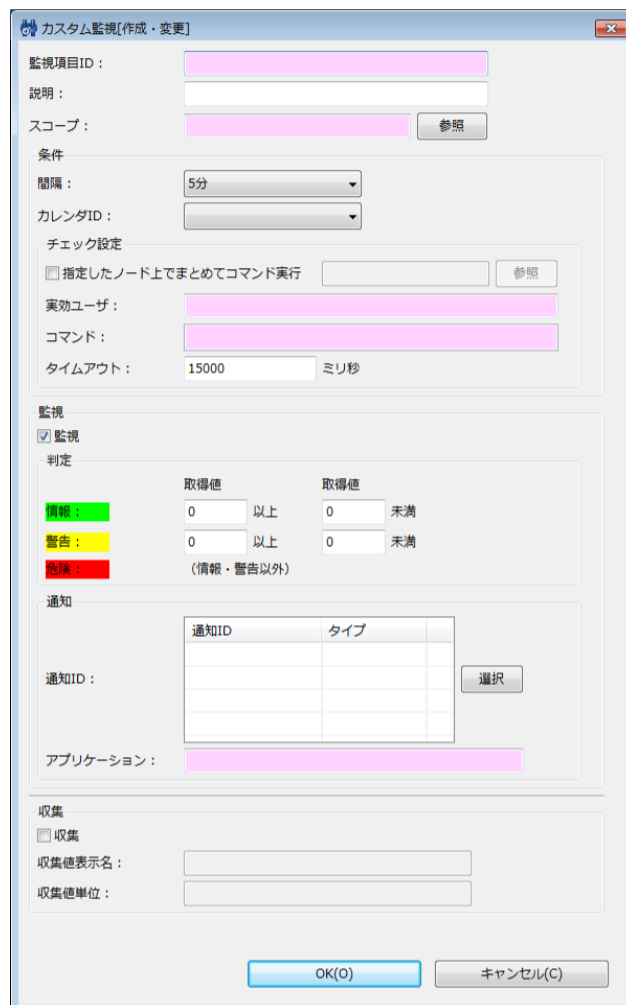 カスタム監視[作成・変更]
監視項目ID：
説明：
スコープ： 参照
条件
間隔： 5分
カレンダID：
チェック設定
指定したノード上でまとめてコマンド実行 参照
実効ユーザ：
コマンド：
タイムアウト： 15000 ミリ秒
監視
監視
判定
取得値 取得値
情報： 0 以上 0 未満
警告： 0 以上 0 未満
危険： （情報・警告以外）
通知
通知ID タイプ
通知ID： 選択
アプリケーション：
収集
収集
収集値表示名：
収集値単位：
OK(O) キャンセル(C)